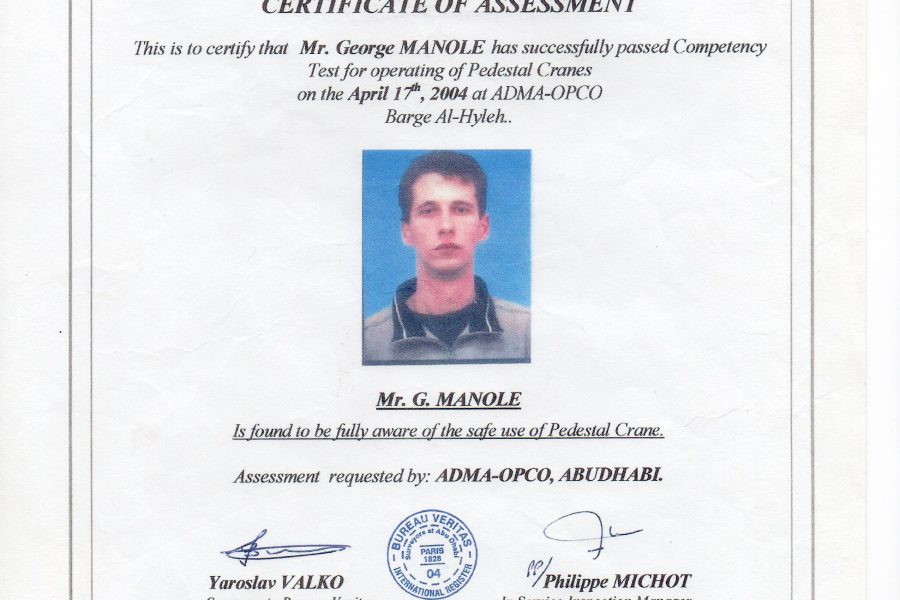 CERTIFICATE OF ASSESSMENT
This is to certify that Mr. George MANOLE has successfully passed Competency
Test for operating of Pedestal Cranes
on the April 17th, 2004 at ADMA-OPCO
Barge Al-Hyleh..
Mr. G. MANOLE
Is found to be fully aware of the safe use of Pedestal Crane.
Assessment requested by: ADMA-OPCO, ABUDHABI.
BUREAU VERITAS
Surveyors at Abu Dhabi
PARIS
1828
04
INTERNATIONAL REGISTER
PP/
Yaroslav VALKO Philippe MICHOT